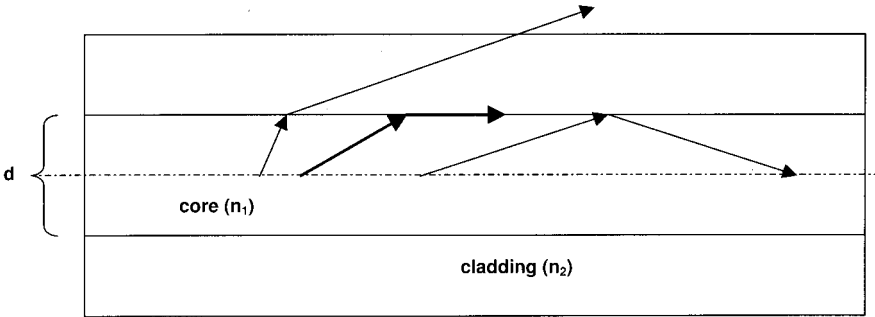 d
core (n₁)
cladding (n₂)